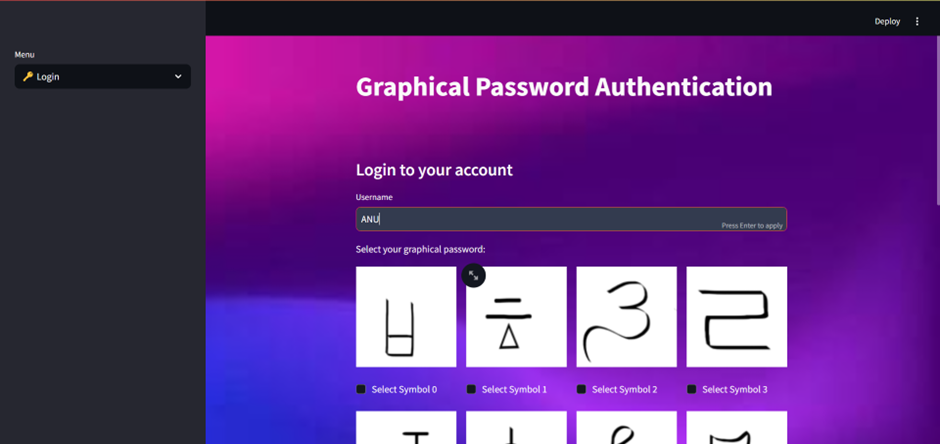 Deploy
Menu
🔑 Login
Graphical Password Authentication
Login to your account
Username
ANU
Press Enter to apply
Select your graphical password:
Select Symbol 0
Select Symbol 1
Select Symbol 2
Select Symbol 3